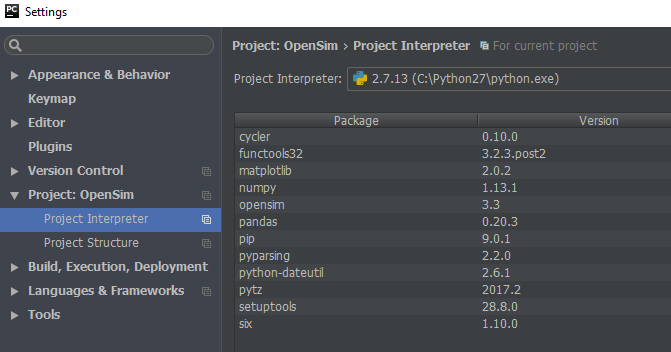 PC Settings
Appearance & Behavior
Keymap
Editor
Plugins
Version Control
Project: OpenSim
Project Interpreter
Project Structure
Build, Execution, Deployment
Languages & Frameworks
Tools
Project: OpenSim › Project Interpreter For current project
Project Interpreter: 2.7.13 (C:\Python27\python.exe)
Package Version
cycler 0.10.0
functools32 3.2.3.post2
matplotlib 2.0.2
numpy 1.13.1
opensim 3.3
pandas 0.20.3
pip 9.0.1
pyparsing 2.2.0
python-dateutil 2.6.1
pytz 2017.2
setuptools 28.8.0
six 1.10.0